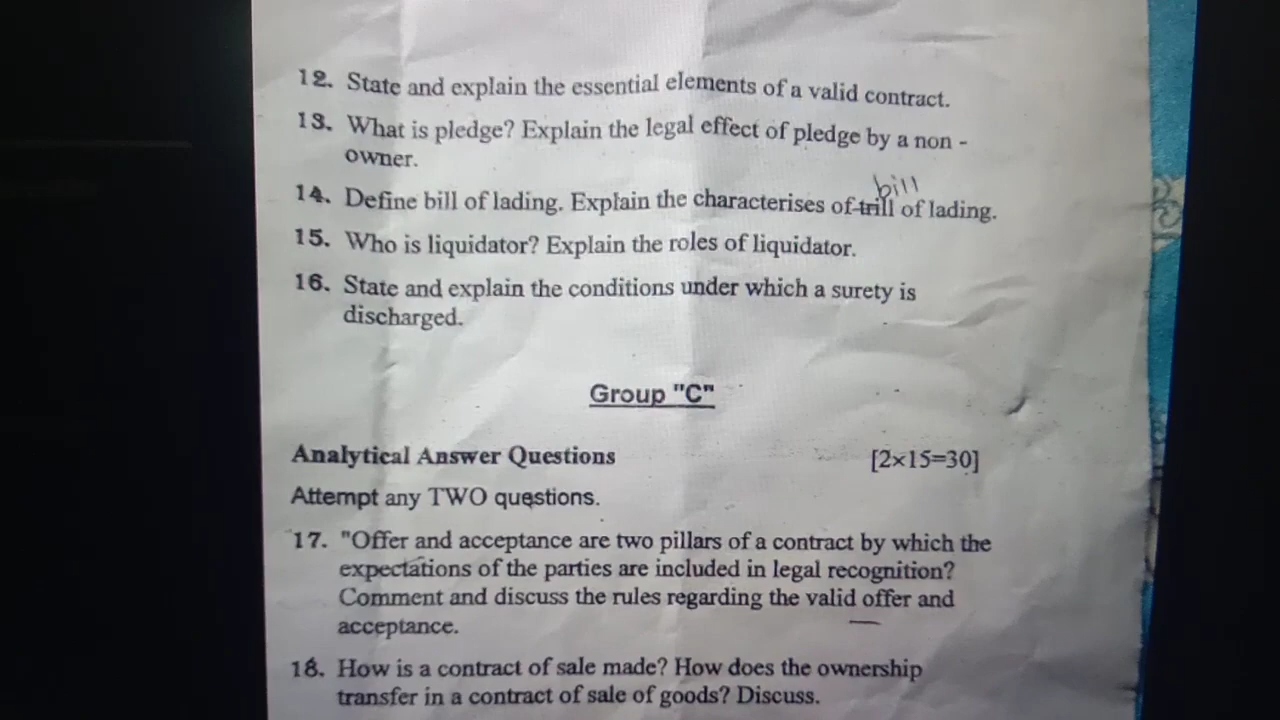 12. State and explain the essential elements of a valid contract.
13. What is pledge? Explain the legal effect of pledge by a non -
owner.
bill
14. Define bill of lading. Explain the characterises of trill of lading.
15. Who is liquidator? Explain the roles of liquidator.
16. State and explain the conditions under which a surety is
discharged.
Group "C"
Analytical Answer Questions [2×15=30]
Attempt any TWO questions.
17. "Offer and acceptance are two pillars of a contract by which the
expectations of the parties are included in legal recognition?
Comment and discuss the rules regarding the valid offer and
acceptance.
18. How is a contract of sale made? How does the ownership
transfer in a contract of sale of goods? Discuss.